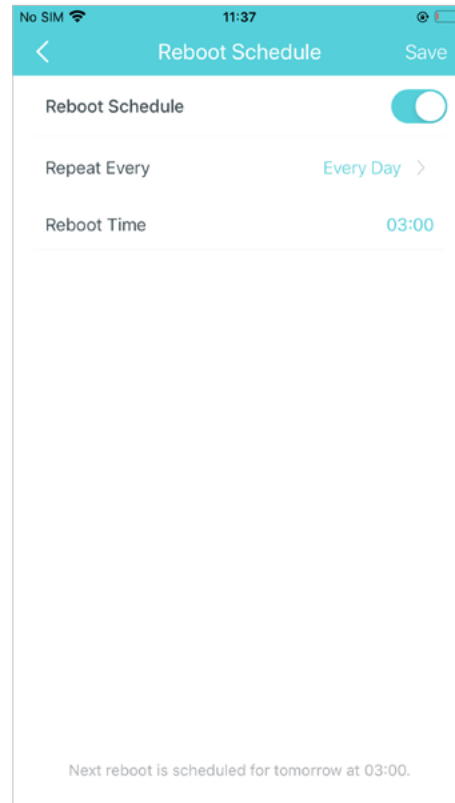 No SIM 11:37
Reboot Schedule Save
Reboot Schedule
Repeat Every Every Day
Reboot Time 03:00
Next reboot is scheduled for tomorrow at 03:00.